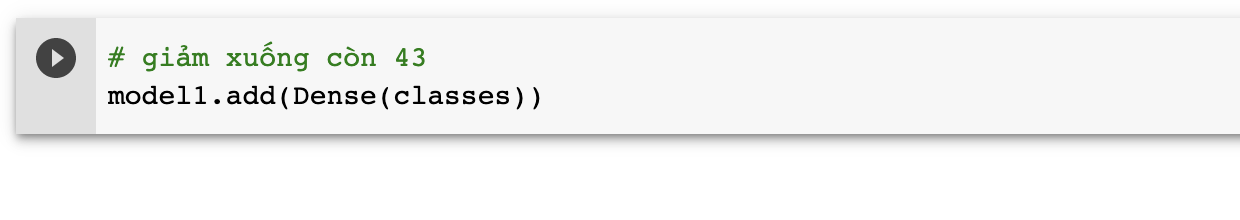 # giảm xuống còn 43
model1.add(Dense(classes))